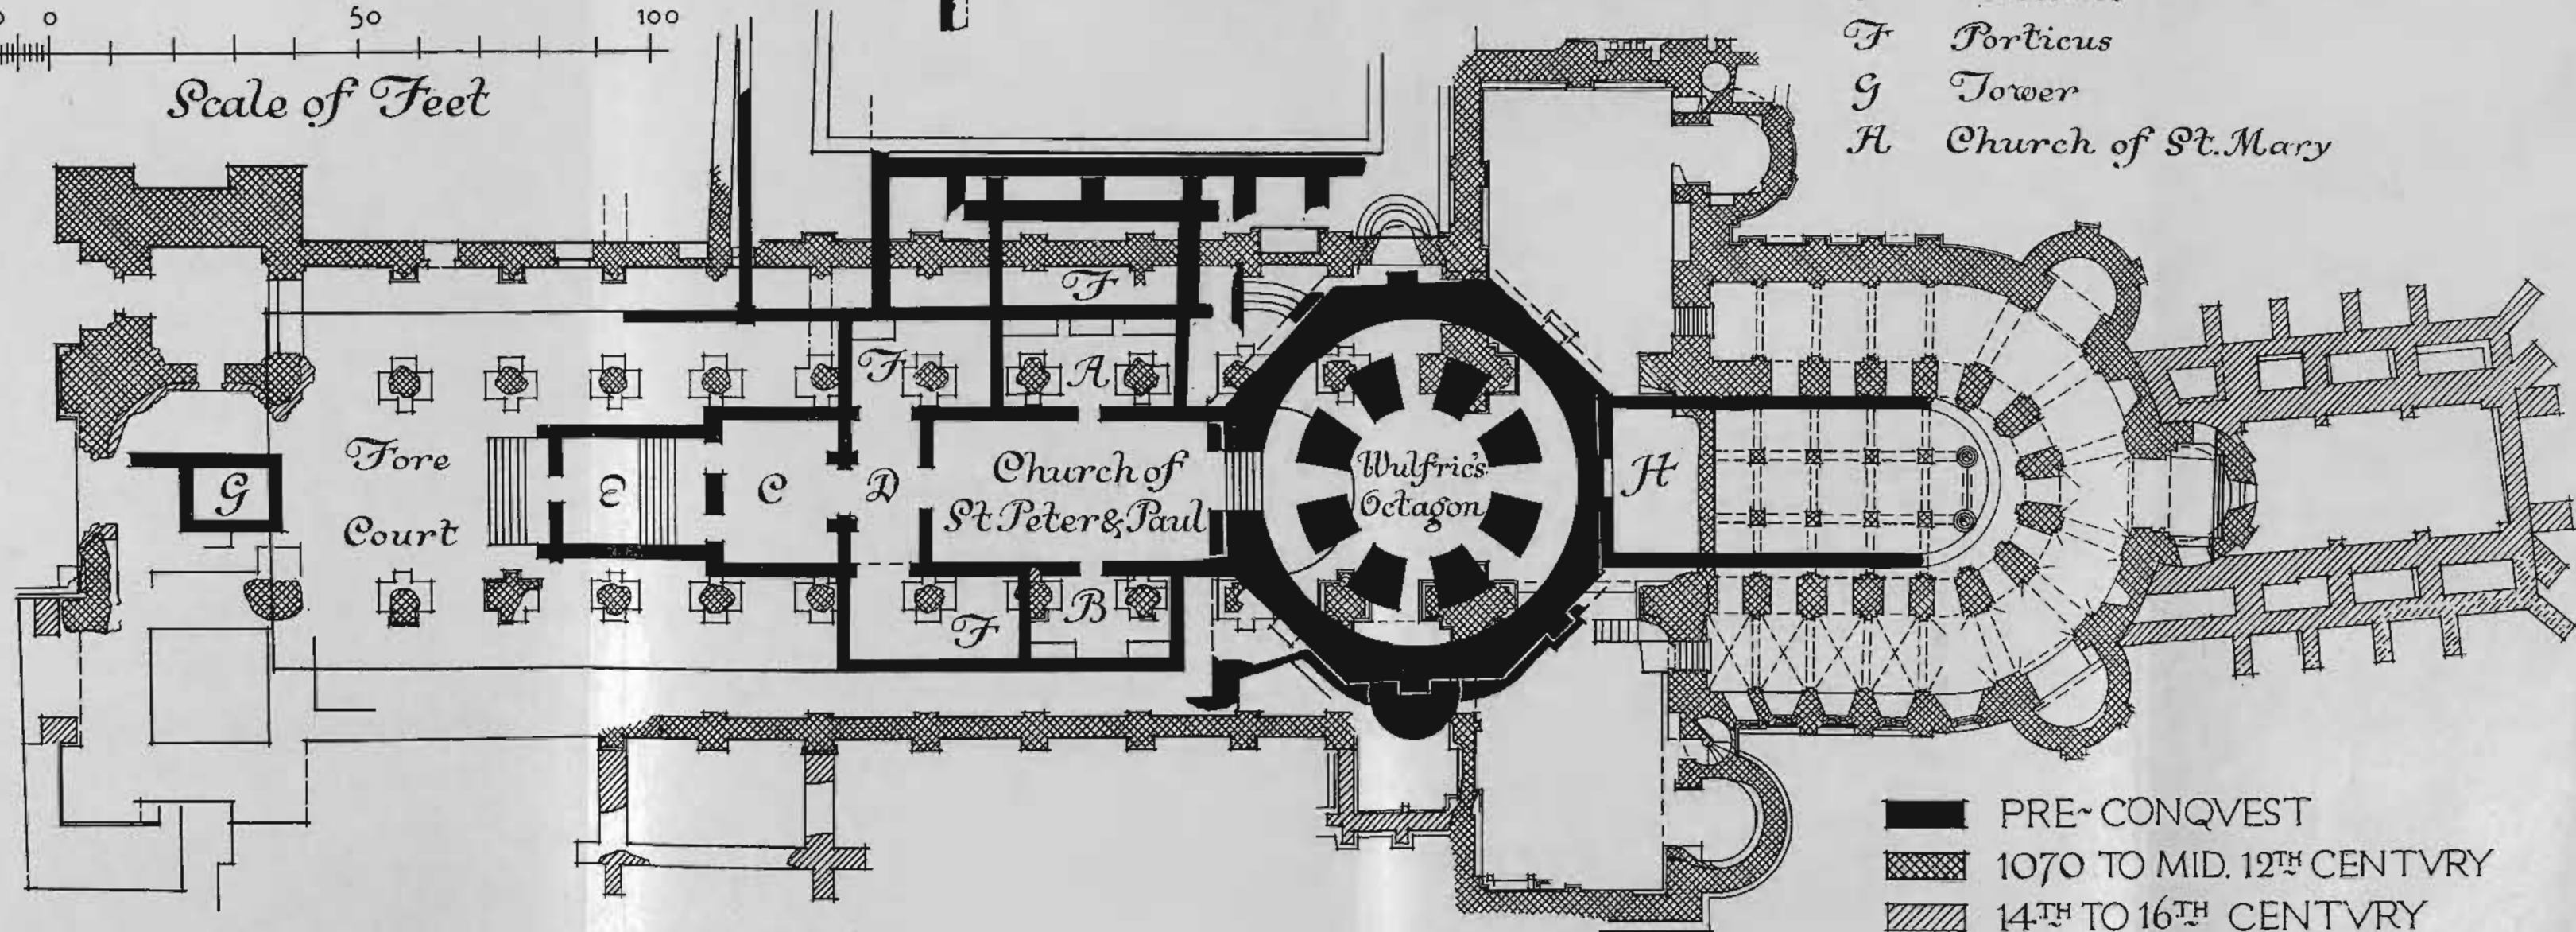 0 50 100
Scale of Feet
F Porticus
G Tower
H Church of St. Mary
F
F
A
Fore
Court
G
E
C
D
Church of
St Peter & Paul
Wulfric's
Octagon
H
B
F
PRE~CONQVEST
1070 TO MID. 12TH CENTVRY
14TH TO 16TH CENTVRY